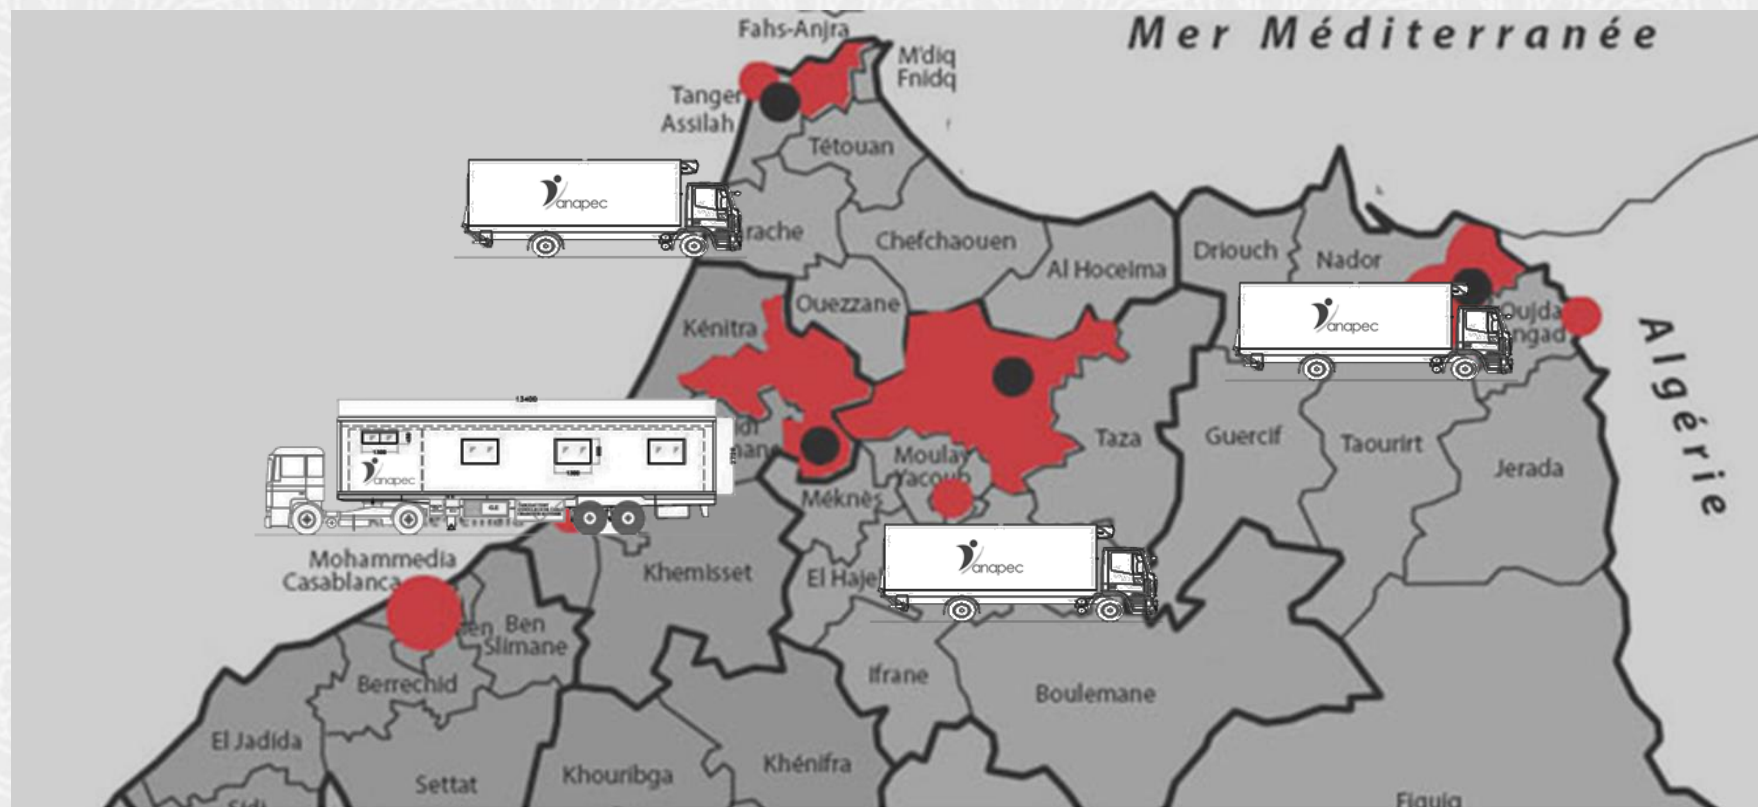 Mer Méditerranée
Fahs-Anjra
M'diq
Fnidq
Tanger
Assilah
Tétouan
anapec
rache
Chefchaouen
Al Hoceima
Driouch
Nador
Ouezzane
Kénitra
anapec
Oujda
ngad
Algérie
13400
anapec
Moulay
Yacoub
Taza
Guercif
Taourirt
Jerada
Méknès
anapec
Mohammedia
Casablanca
Khemisset
El Hajeb
Ben
Slimane
Berrechid
Ifrane
Boulemane
El Jadida
Settat
Khouribga
Khénifra
Sidi
Figuig